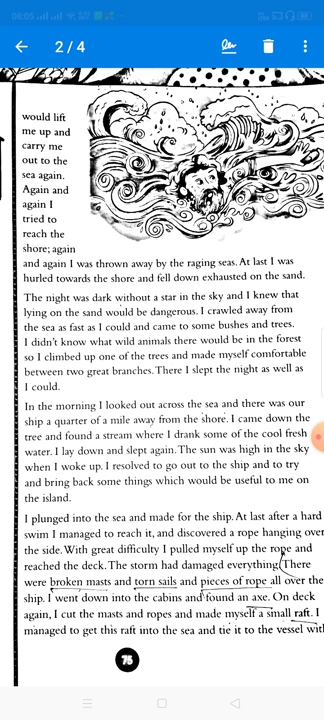 08:05
2 / 4
would lift
me up and
carry me
out to the
sea again.
Again and
again I
tried to
reach the
shore; again
and again I was thrown away by the raging seas. At last I was
hurled towards the shore and fell down exhausted on the sand.
The night was dark without a star in the sky and I knew that
lying on the sand would be dangerous. I crawled away from
the sea as fast as I could and came to some bushes and trees.
I didn't know what wild animals there would be in the forest
so I climbed up one of the trees and made myself comfortable
between two great branches. There I slept the night as well as
I could.
In the morning I looked out across the sea and there was our
ship a quarter of a mile away from the shore. I came down the
tree and found a stream where I drank some of the cool fresh
water. I lay down and slept again. The sun was high in the sky
when I woke up. I resolved to go out to the ship and to try
and bring back some things which would be useful to me on
the island.
I plunged into the sea and made for the ship. At last after a hard
swim I managed to reach it, and discovered a rope hanging over
the side. With great difficulty I pulled myself up the rope and
reached the deck. The storm had damaged everything. There
were broken masts and torn sails and pieces of rope all over the
ship. I went down into the cabins and found an axe. On deck
again, I cut the masts and ropes and made myself a small raft. I
managed to get this raft into the sea and tie it to the vessel with
75